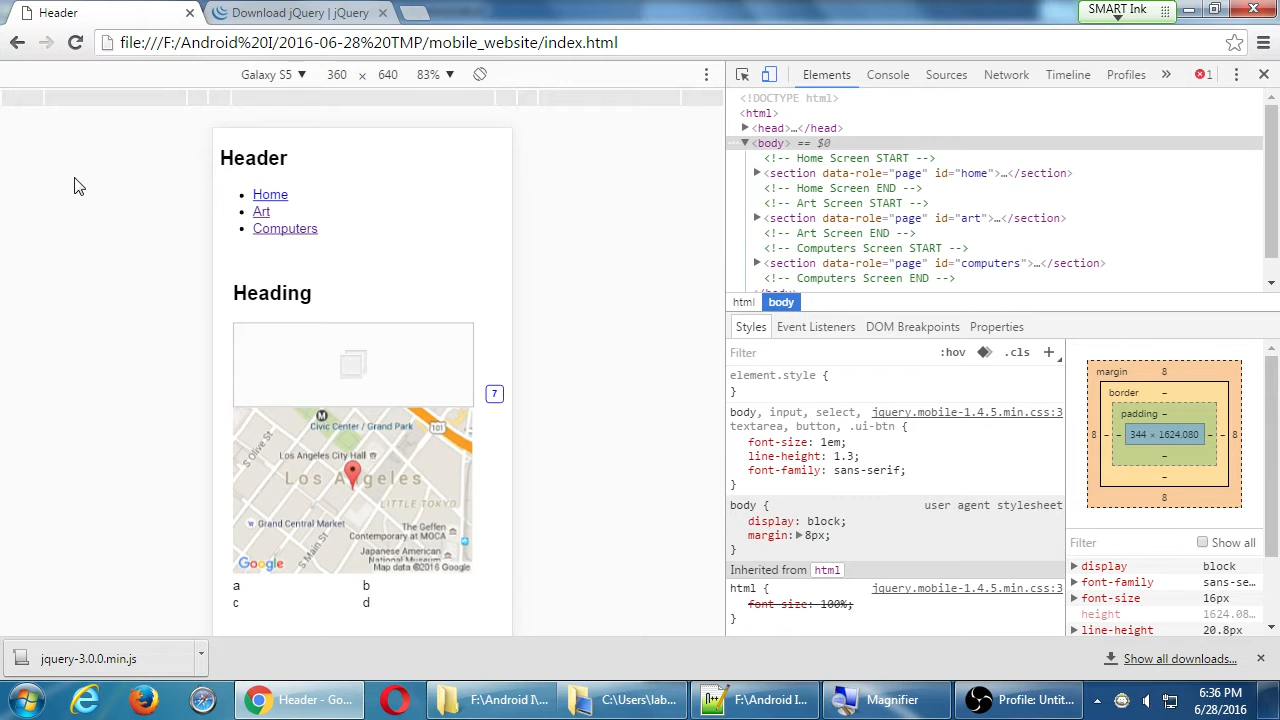 Header
Download jQuery | jQuery
SMART Ink
file:///F:/Android%20I/2016-06-28%20TMP/mobile_website/index.html
Galaxy S5 ▼ 360 × 640 83% ▼
Elements Console Sources Network Timeline Profiles » 1
<!DOCTYPE html>
<html>
<head>…</head>
<body> == $0
<!-- Home Screen START -->
<section data-role="page" id="home">…</section>
<!-- Home Screen END -->
<!-- Art Screen START -->
<section data-role="page" id="art">…</section>
<!-- Art Screen END -->
<!-- Computers Screen START -->
<section data-role="page" id="computers">…</section>
<!-- Computers Screen END -->
html body
Header
• Home
• Art
• Computers
Heading
7
Civic Center / Grand Park
101
S Olive St
Los Angeles City Hall
Los Angeles
LITTLE TOKYO
Grand Central Market
The Geffen
Contemporary at MOCA
S Main St
Japanese American
National Museum
Google
Map data ©2016 Google
a b
c d
Styles Event Listeners DOM Breakpoints Properties
Filter :hov .cls +
element.style {
}
body, input, select, jquery.mobile-1.4.5.min.css:3
textarea, button, .ui-btn {
font-size: 1em;
line-height: 1.3;
font-family: sans-serif;
}
body { user agent stylesheet
display: block;
margin: 8px;
}
Inherited from html
html { jquery.mobile-1.4.5.min.css:3
font-size: 100%;
}
margin 8
border –
padding –
8 – – 344 × 1624.080 – – 8
–
–
8
Filter Show all
display block
font-family sans-se…
font-size 16px
height 1624.08…
line-height 20.8px
jquery-3.0.0.min.js
Show all downloads...
Header - Go...
F:\Android I\...
C:\Users\lab...
F:\Android I...
Magnifier
Profile: Untit...
6:36 PM
6/28/2016